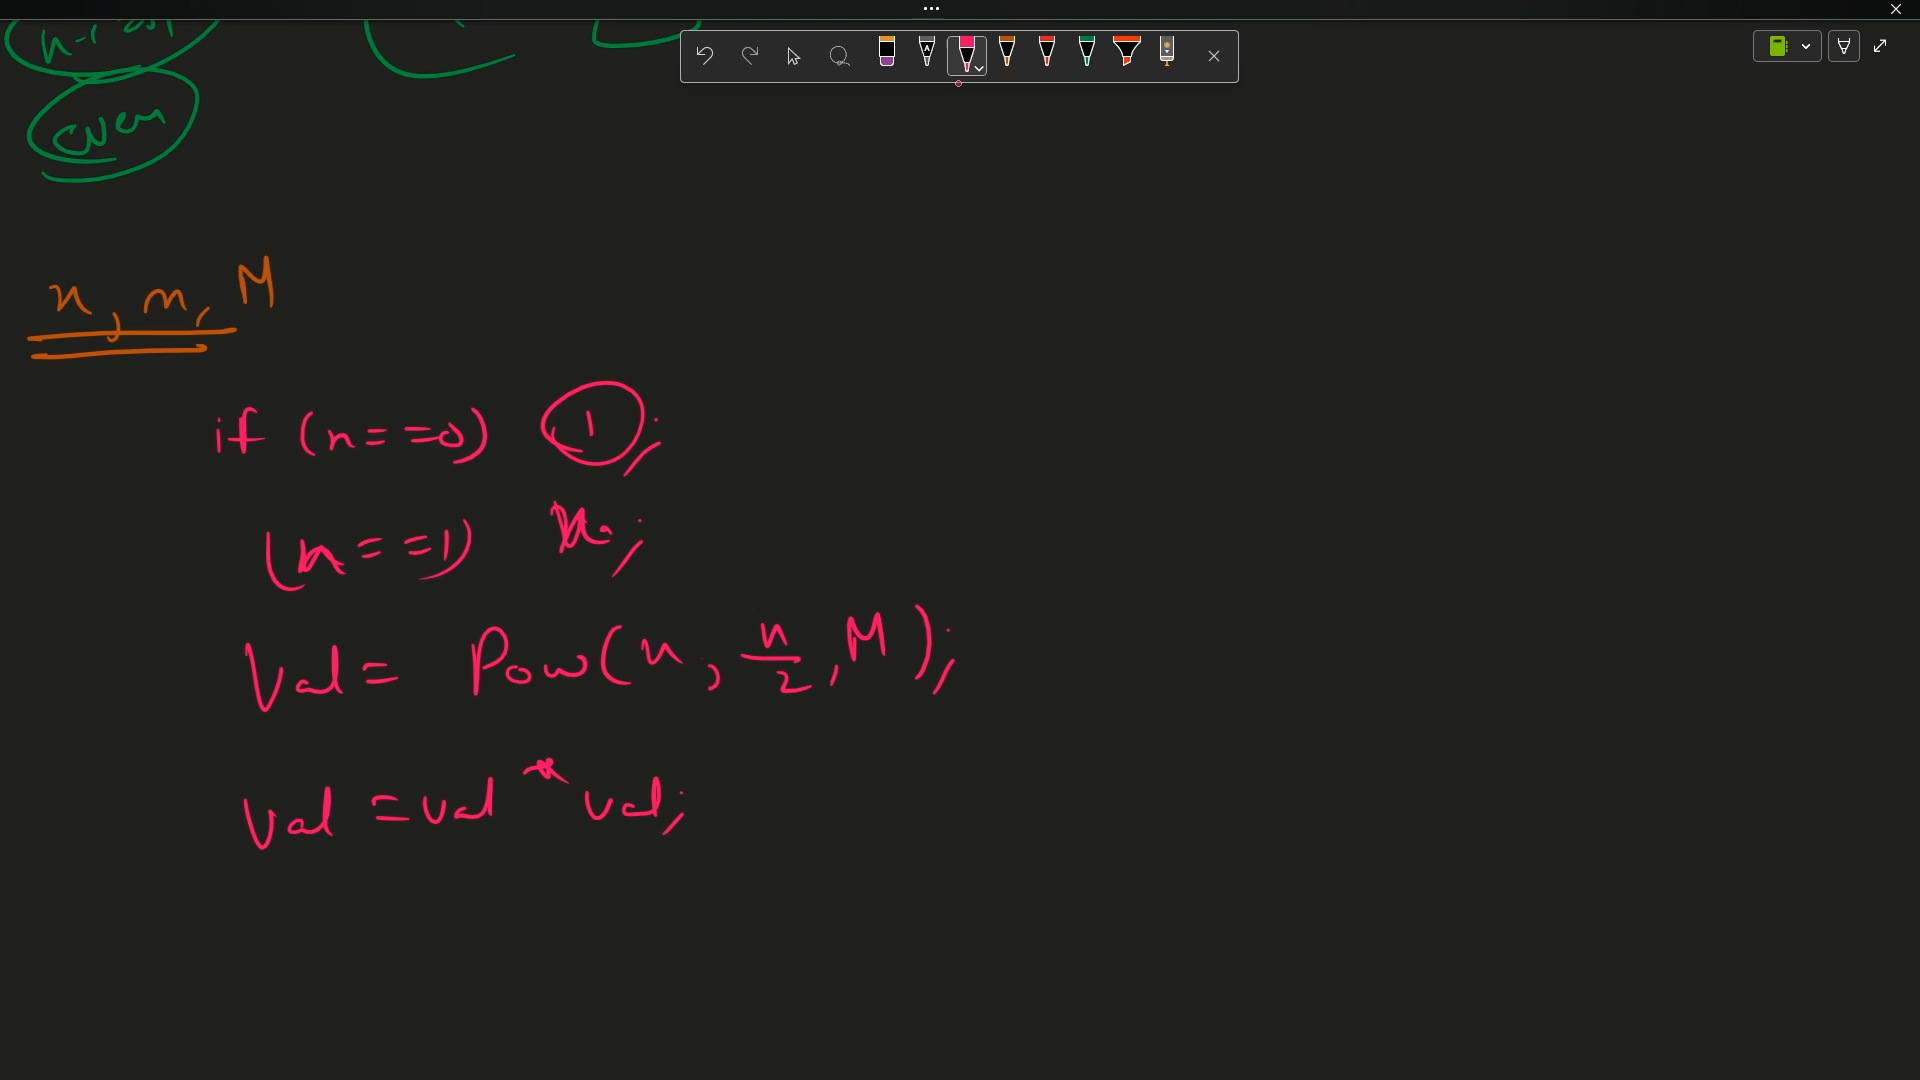 even
x, n, M
if (n==0) 1;
(n==1) x;
Val = Pow(x, n/2, M);
Val = val * val;